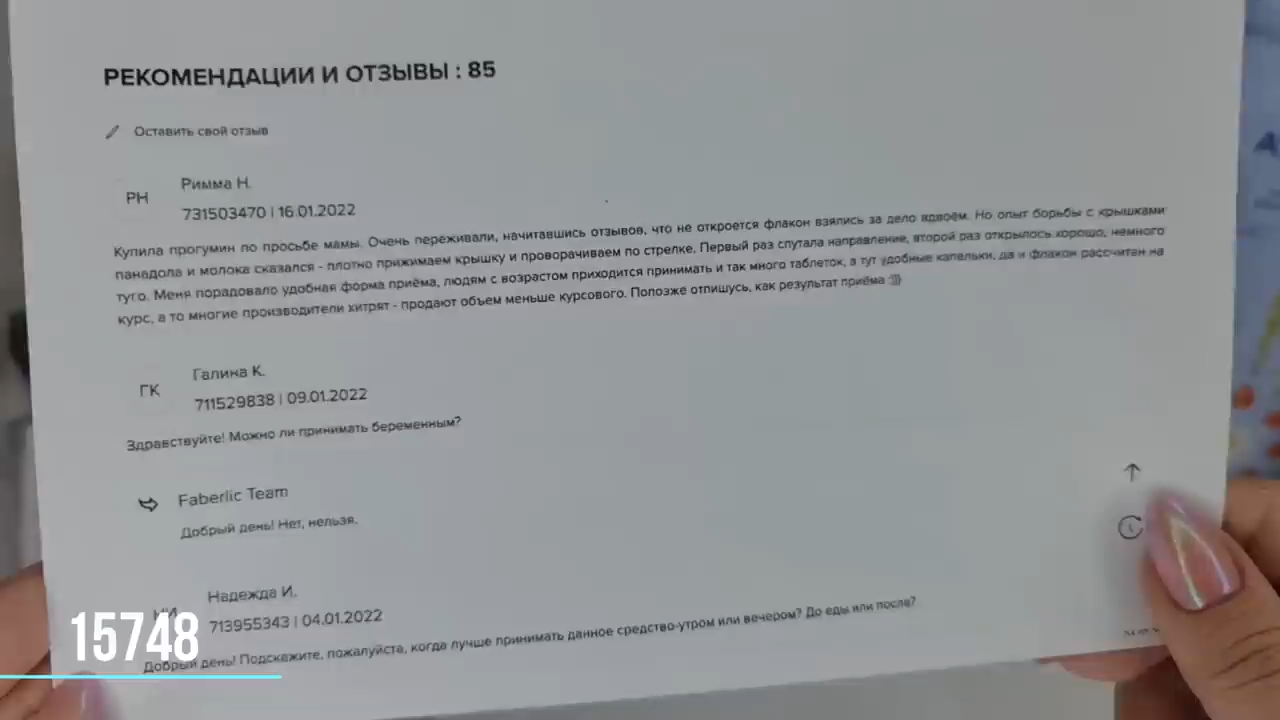 РЕКОМЕНДАЦИИ И ОТЗЫВЫ : 85
Оставить свой отзыв
РН
Римма Н.
731503470 | 16.01.2022
Купила прогумин по просьбе мамы. Очень переживали, начитавшись отзывов, что не откроется флакон взялись за дело вдвоём. Но опыт борьбы с крышками
панадола и молока сказался - плотно прижимаем крышку и проворачиваем по стрелке. Первый раз спутала направление, второй раз открылось хорошо, немного
туго. Меня порадовало удобная форма приёма, людям с возрастом приходится принимать и так много таблеток, а тут удобные капельки, да и флакон рассчитан на
курс, а то многие производители хитрят - продают объем меньше курсового. Попозже отпишусь, как результат приёма :)))
ГК
Галина К.
711529838 | 09.01.2022
Здравствуйте! Можно ли принимать беременным?
Faberlic Team
Добрый день! Нет, нельзя.
НИ
Надежда И.
713955343 | 04.01.2022
Добрый день! Подскажите, пожалуйста, когда лучше принимать данное средство-утром или вечером? До еды или после?
15748